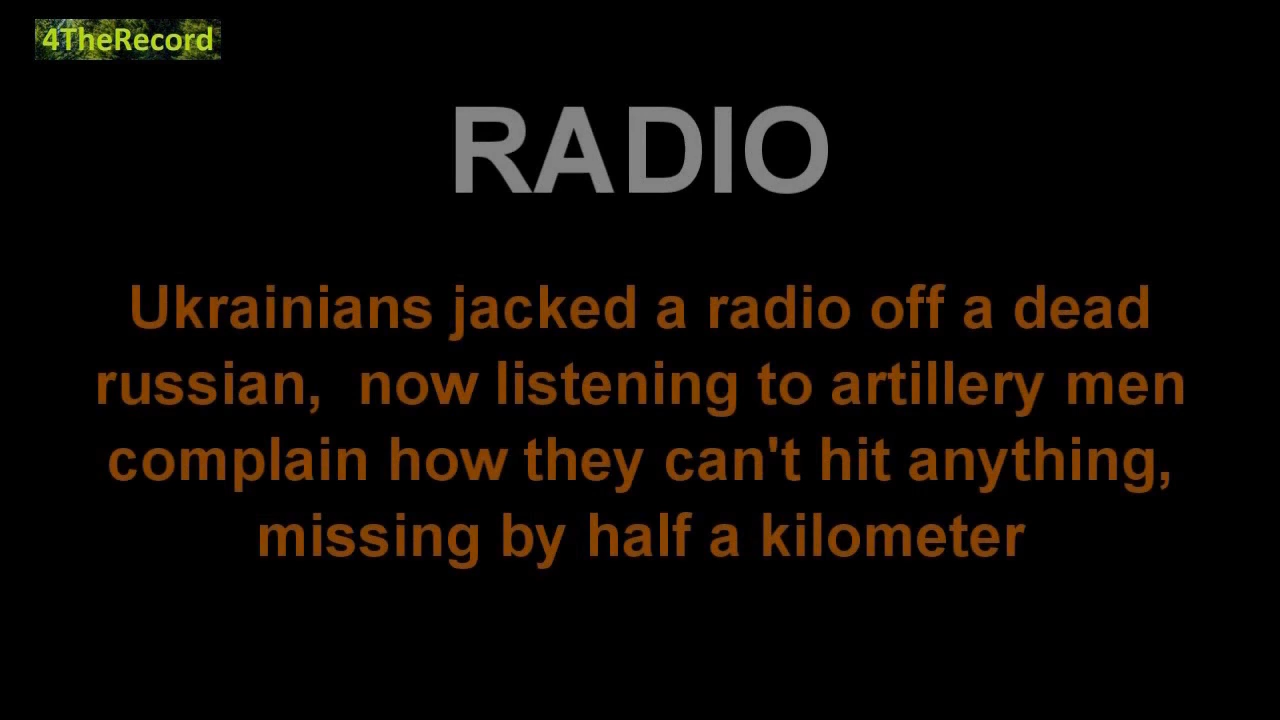 4TheRecord
RADIO
Ukrainians jacked a radio off a dead
russian,  now listening to artillery men
complain how they can't hit anything,
missing by half a kilometer